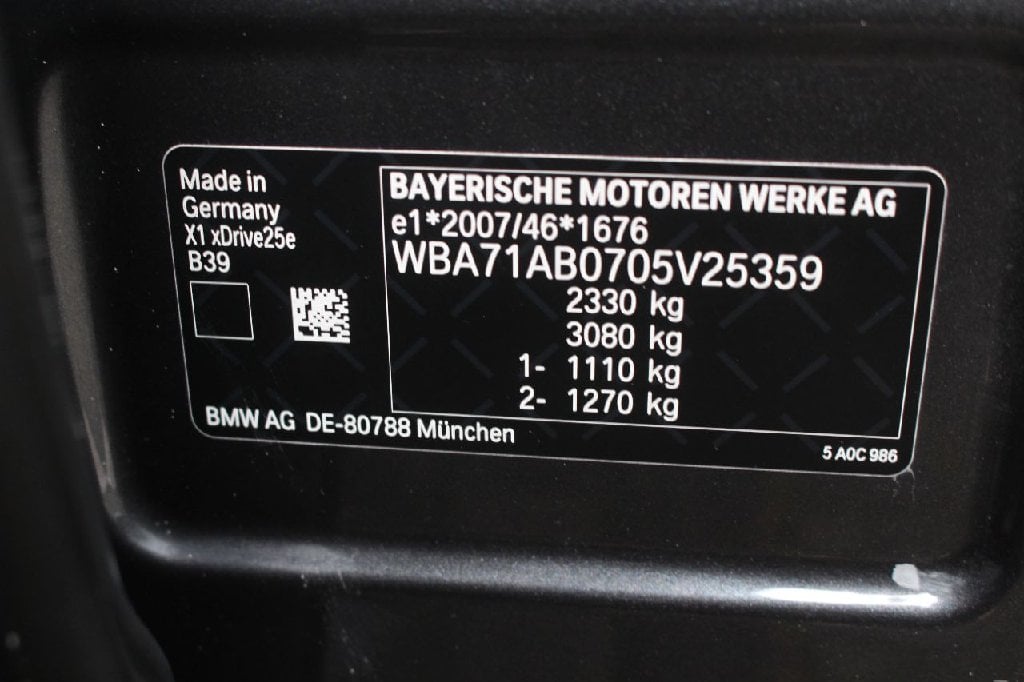 Made in
Germany
X1 xDrive25e
B39
BAYERISCHE MOTOREN WERKE AG
e1*2007/46*1676
WBA71AB0705V25359
2330 kg
3080 kg
1- 1110 kg
2- 1270 kg
BMW AG DE-80788 München
5 A0C 986